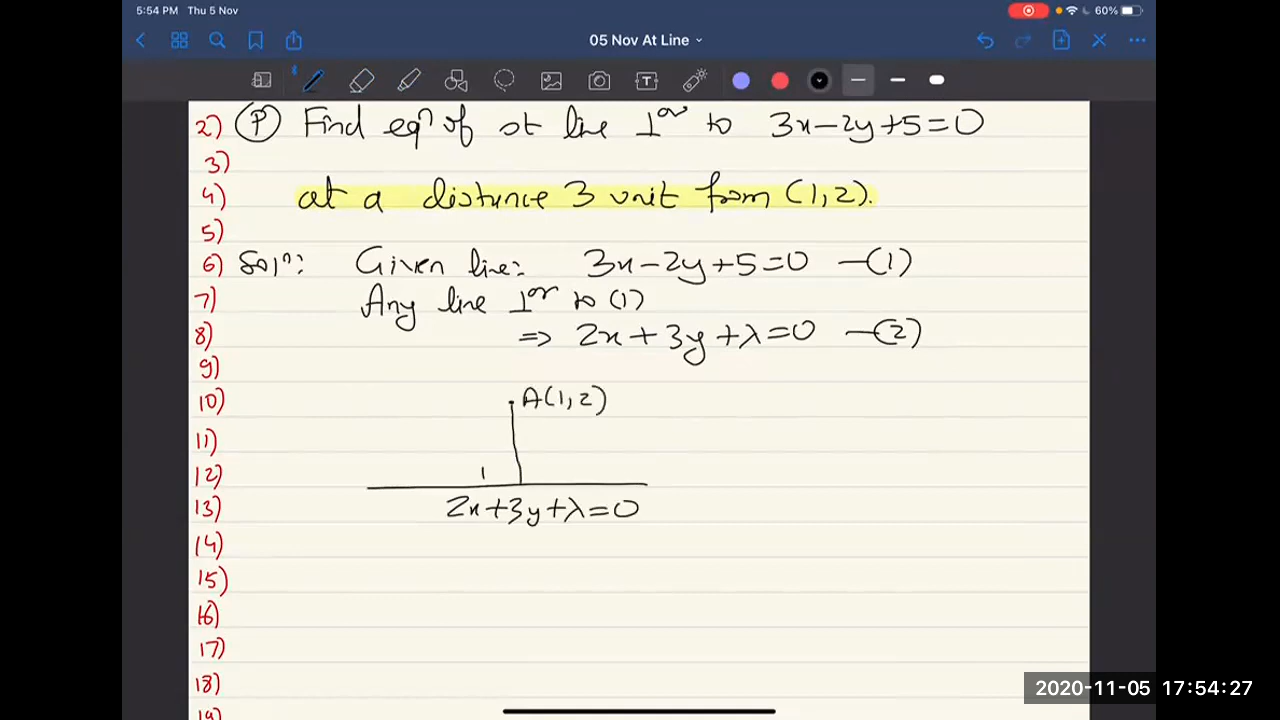 5:54 PM Thu 5 Nov
60%
05 Nov At Line
2) (P) Find eqn of st line ⊥or to 3x-2y+5=0
3)
4) at a distance 3 unit from (1,2).
5)
6) Soln: Given line: 3x-2y+5=0 —(1)
7) Any line ⊥or to (1)
8) => 2x+3y+λ=0 —(2)
9)
10) A(1,2)
11)
12)
13) 2x+3y+λ=0
14)
15)
16)
17)
18)
2020-11-05 17:54:27